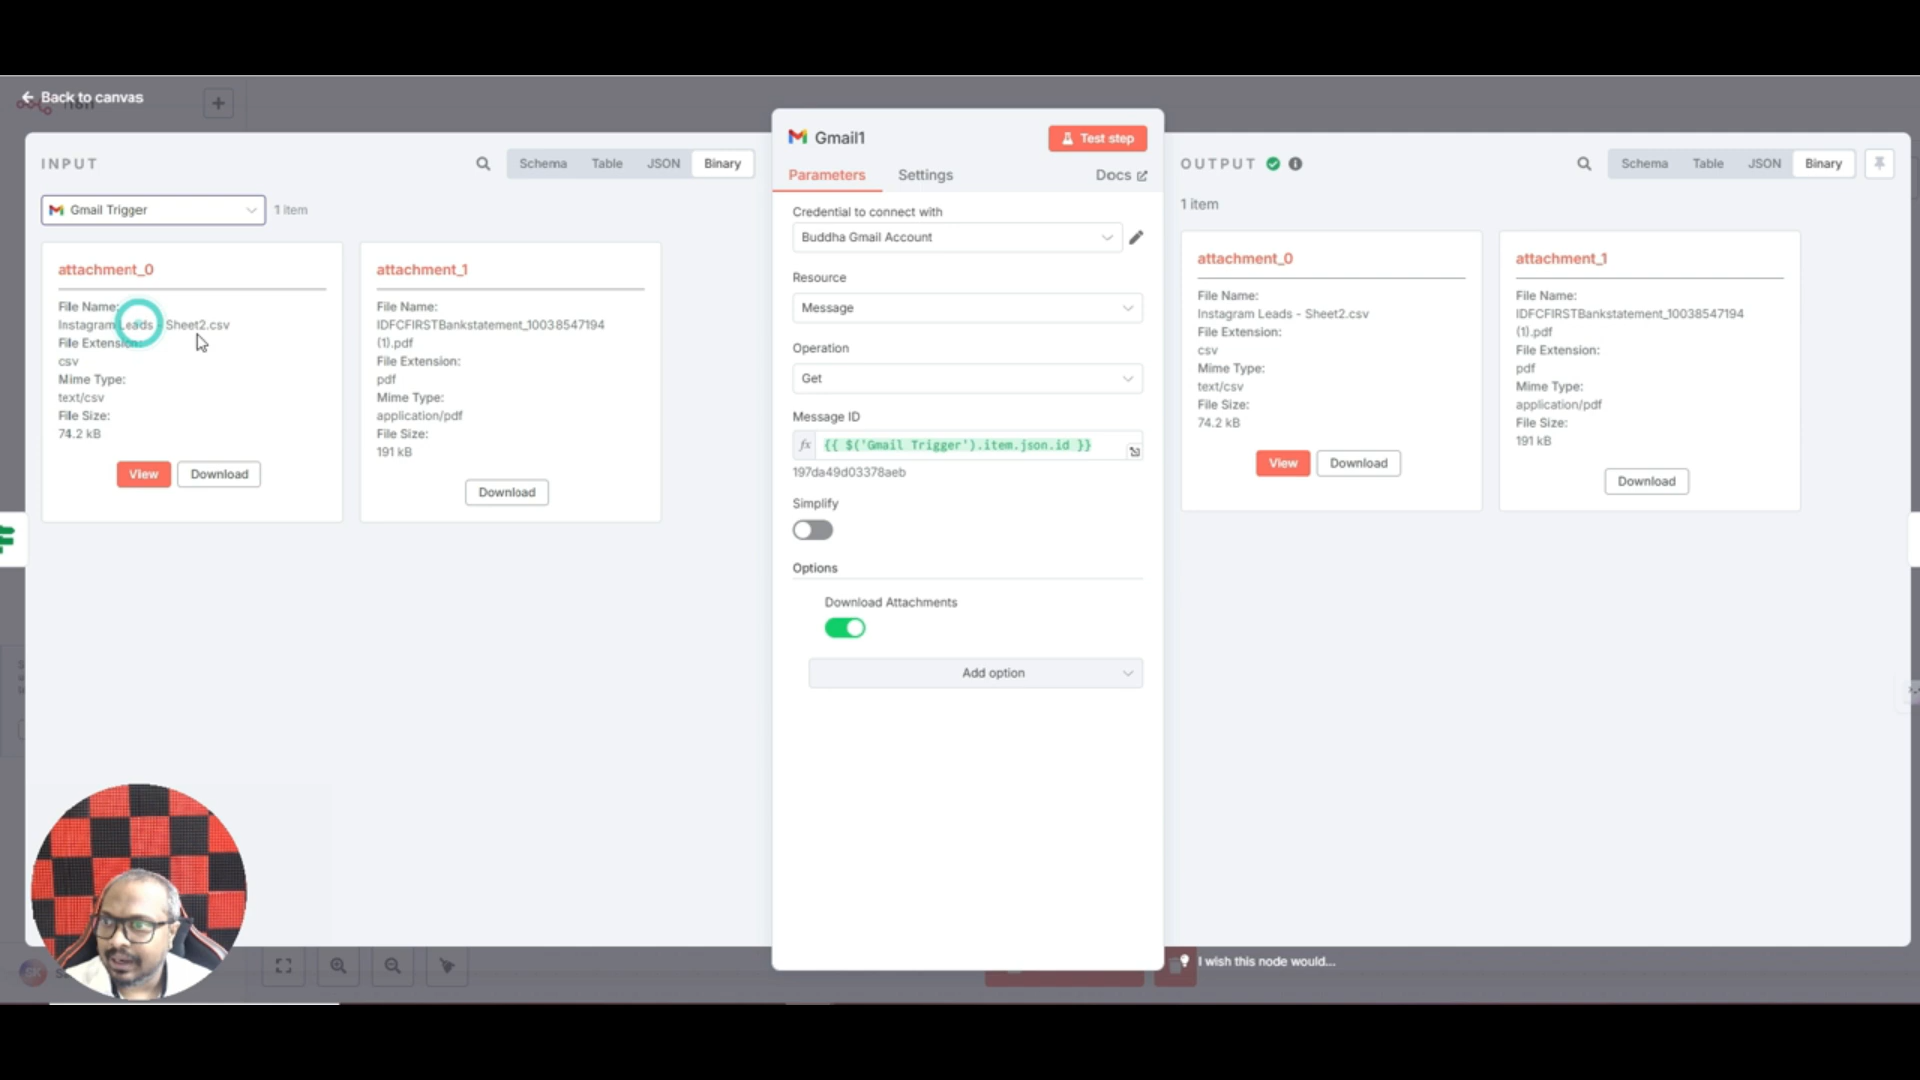 Back to canvas
n8n
INPUT
Schema
Table
JSON
Binary
Gmail Trigger
1 item
attachment_0
File Name:
Instagram Leads - Sheet2.csv
File Extension:
csv
Mime Type:
text/csv
File Size:
74.2 kB
View
Download
attachment_1
File Name:
IDFCFIRSTBankstatement_10038547194
(1).pdf
File Extension:
pdf
Mime Type:
application/pdf
File Size:
191 kB
Download
Gmail1
Test step
Parameters
Settings
Docs
Credential to connect with
Buddha Gmail Account
Resource
Message
Operation
Get
Message ID
fx
{{ $('Gmail Trigger').item.json.id }}
197da49d03378aeb
Simplify
Options
Download Attachments
Add option
I wish this node would...
OUTPUT
Schema
Table
JSON
Binary
1 item
attachment_0
File Name:
Instagram Leads - Sheet2.csv
File Extension:
csv
Mime Type:
text/csv
File Size:
74.2 kB
View
Download
attachment_1
File Name:
IDFCFIRSTBankstatement_10038547194
(1).pdf
File Extension:
pdf
Mime Type:
application/pdf
File Size:
191 kB
Download
SK